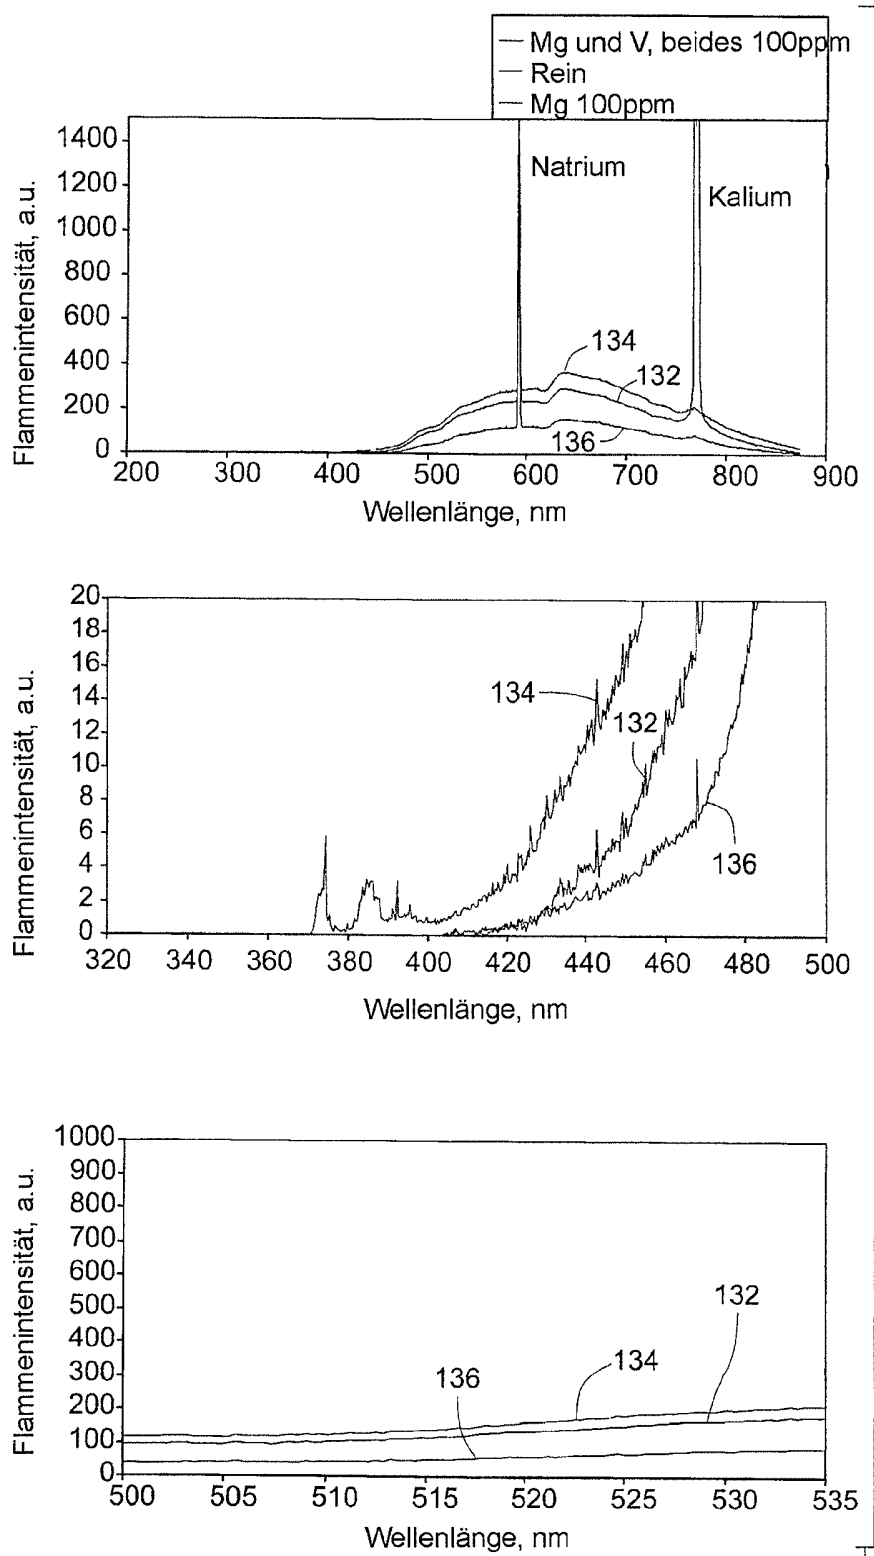 Mg und V, beides 100ppm
Rein
Mg 100ppm
1400
1200
1000
800
600
400
200
0
Flammenintensität, a.u.
Natrium
Kalium
134
132
136
200 300 400 500 600 700 800 900
Wellenlänge, nm
20
18
16
14
12
10
8
6
4
2
0
Flammenintensität, a.u.
134
132
136
320 340 360 380 400 420 440 460 480 500
Wellenlänge, nm
1000
900
800
700
600
500
400
300
200
100
0
Flammenintensität, a.u.
132
134
136
500 505 510 515 520 525 530 535
Wellenlänge, nm